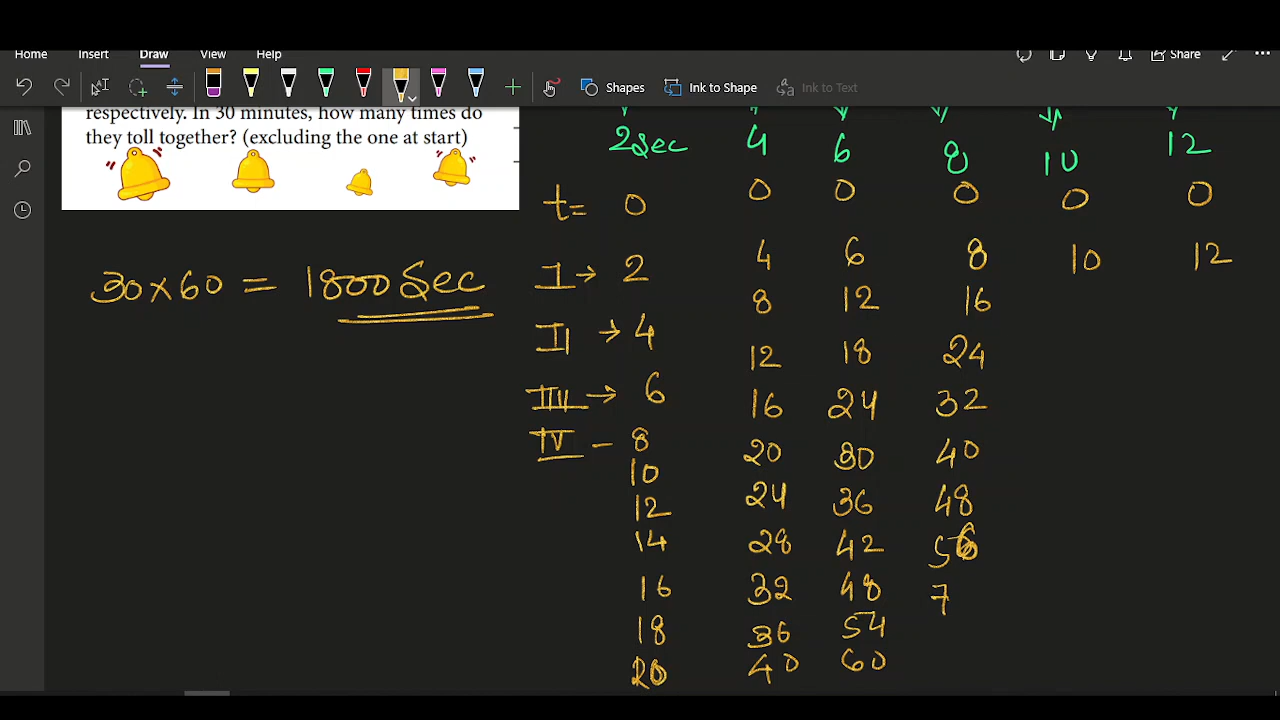 Home Insert Draw View Help Share
Shapes Ink to Shape Ink to Text
respectively. In 30 minutes, how many times do
they toll together? (excluding the one at start)
2Sec 4 6 8 10 12
t= 0 0 0 0 0 0
30x60 = 1800 Sec
I → 2 4 6 8 10 12
8 12 16
II → 4
12 18 24
III → 6 16 24 32
IV - 8 20 30 40
10
12 24 36 48
14 28 42 56
16 32 48 7
18 36 54
20 40 60